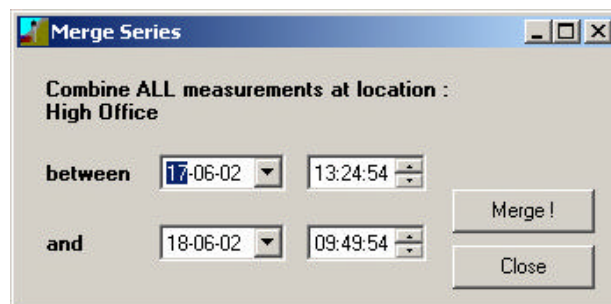 Merge Series
Combine ALL measurements at location :
High Office
between 17-06-02 13:24:54
Merge !
and 18-06-02 09:49:54
Close